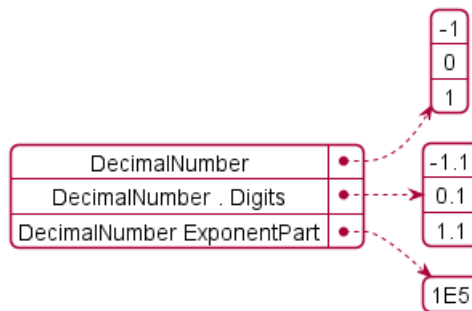 -1
0
1
DecimalNumber
DecimalNumber . Digits
DecimalNumber ExponentPart
-1.1
0.1
1.1
1E5